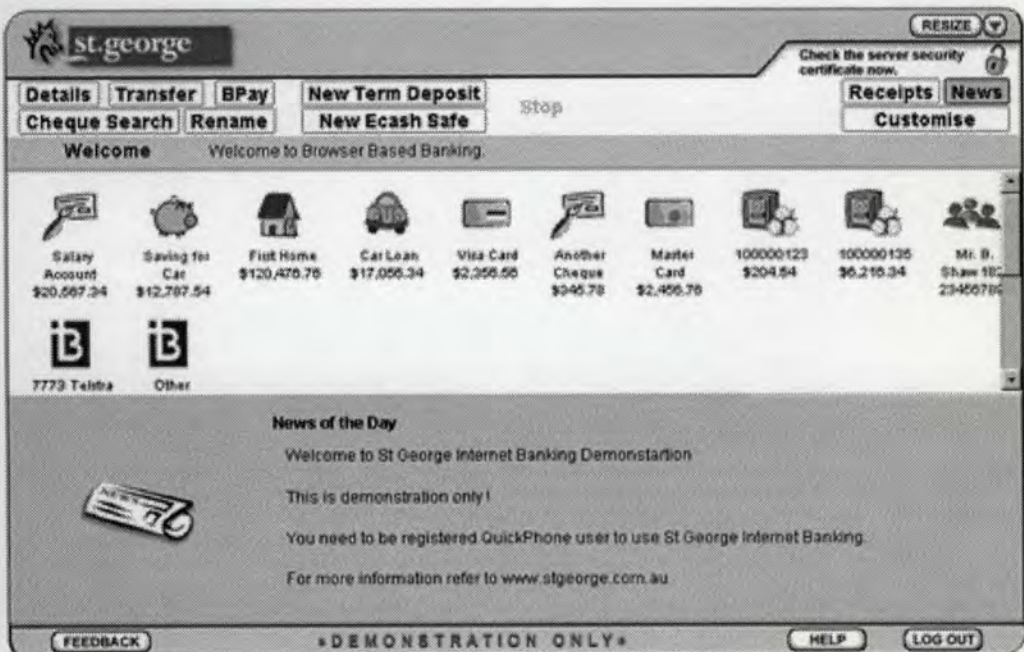 st.george
RESIZE
Check the server security
certificate now.
Details Transfer BPay New Term Deposit Stop Receipts News
Cheque Search Rename New Ecash Safe Customise
Welcome Welcome to Browser Based Banking.
Salary Account $20,567.34
Saving for Car $12,787.54
First Home $120,476.76
Car Loan $17,056.34
Visa Card $2,356.56
Another Cheque $345.78
Master Card $2,456.76
100000123 $204.64
100000135 $6,216.34
Mr. B. Shaw
7773 Telstra
Other
NEWS
News of the Day
Welcome to St George Internet Banking Demonstartion
This is demonstration only!
You need to be registered QuickPhone user to use St George Internet Banking.
For more information refer to www.stgeorge.com.au
FEEDBACK *DEMONSTRATION ONLY* HELP LOG OUT